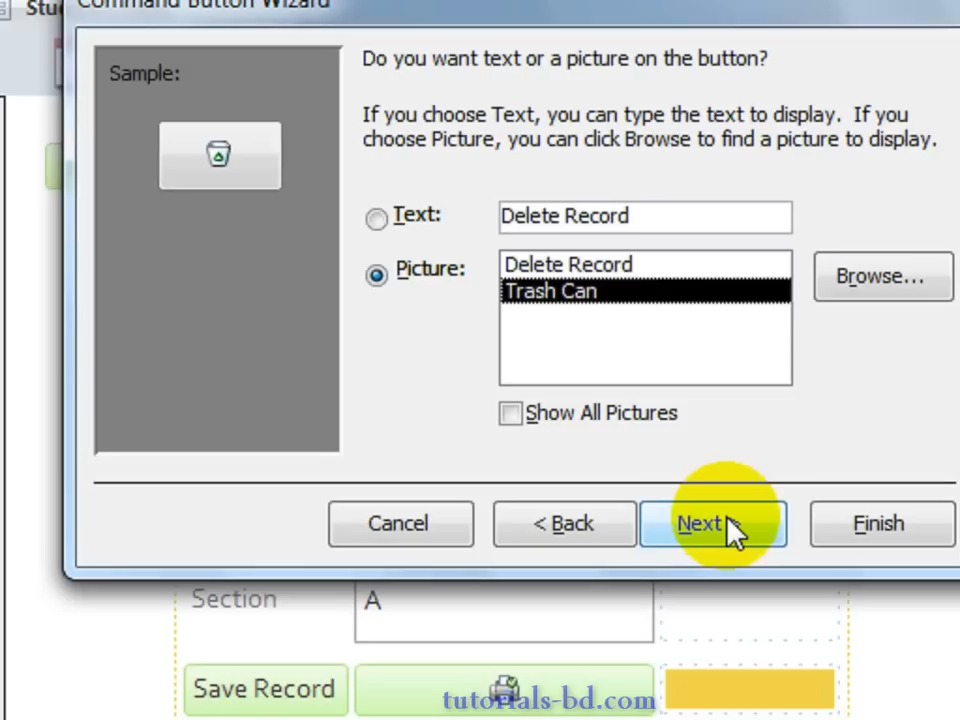 Stu
Command Button Wizard
Sample:
Do you want text or a picture on the button?
If you choose Text, you can type the text to display. If you
choose Picture, you can click Browse to find a picture to display.
Text:
Delete Record
Picture:
Delete Record
Trash Can
Browse...
Show All Pictures
Cancel
< Back
Next >
Finish
Section
A
Save Record
tutorials-bd.com